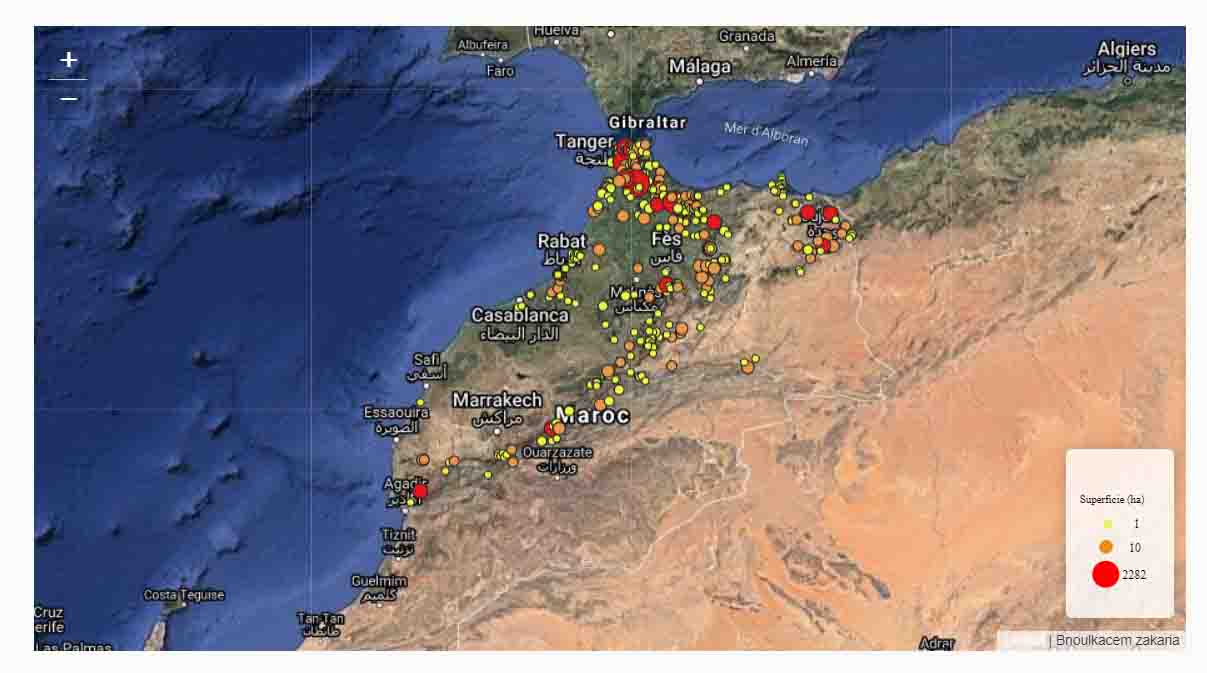 +
−
Huelva
Granada
Albufeira
Faro
Málaga
Almería
Algiers
مدينة الجزائر
Gibraltar
Mer d'Alboran
Tanger
طنجة
Rabat
الرباط
Fès
فاس
وجدة
Meknès
مكناس
Casablanca
الدار البيضاء
Safi
أسفي
Marrakech
مراكش
Maroc
Essaouira
الصويرة
Ouarzazate
ورزازات
Agadir
أكادير
Tiznit
تزنيت
Guelmim
كلميم
Costa Teguise
Tan-Tan
طانطان
Cruz
erife
Las Palmas
Adrar
Superficie (ha)
1
10
2282
| Bnoulkacem zakaria